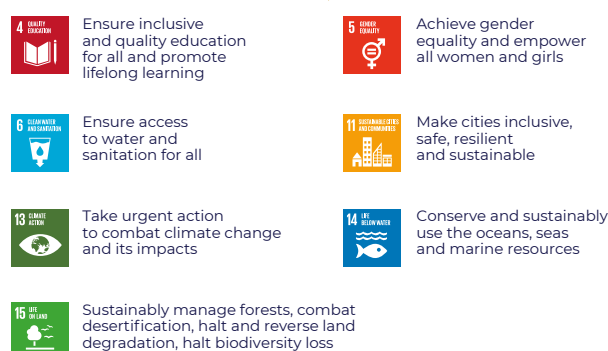 4 QUALITY
EDUCATION
Ensure inclusive
and quality education
for all and promote
lifelong learning
5 GENDER
EQUALITY
Achieve gender
equality and empower
all women and girls
6 CLEAN WATER
AND SANITATION
Ensure access
to water and
sanitation for all
11 SUSTAINABLE CITIES
AND COMMUNITIES
Make cities inclusive,
safe, resilient
and sustainable
13 CLIMATE
ACTION
Take urgent action
to combat climate change
and its impacts
14 LIFE
BELOW WATER
Conserve and sustainably
use the oceans, seas
and marine resources
15 LIFE
ON LAND
Sustainably manage forests, combat
desertification, halt and reverse land
degradation, halt biodiversity loss